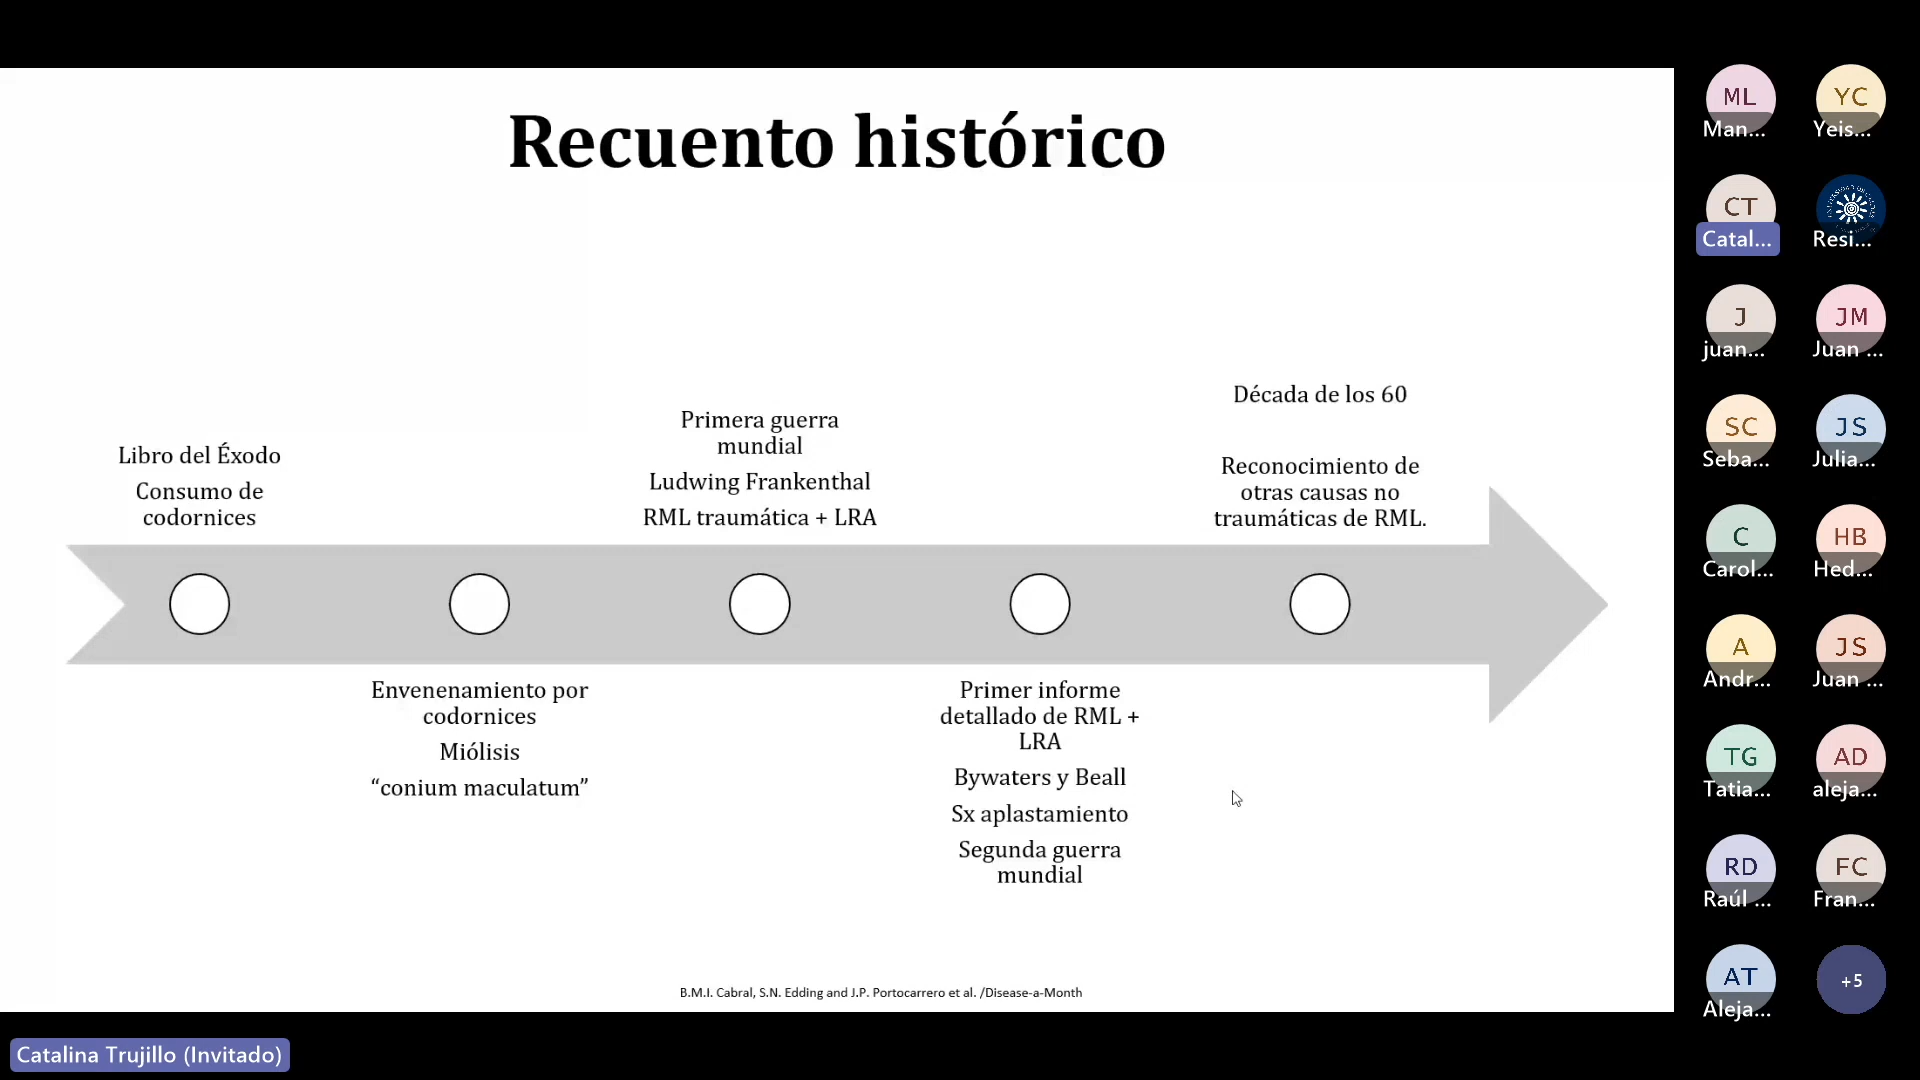 Recuento histórico
Libro del Éxodo
Consumo de
codornices
Envenenamiento por
codornices
Miólisis
“conium maculatum”
Primera guerra
mundial
Ludwing Frankenthal
RML traumática + LRA
Primer informe
detallado de RML +
LRA
Bywaters y Beall
Sx aplastamiento
Segunda guerra
mundial
Década de los 60
Reconocimiento de
otras causas no
traumáticas de RML.
B.M.I. Cabral, S.N. Edding and J.P. Portocarrero et al. /Disease-a-Month
ML
Man...
YC
Yeis...
CT
Catal...
Resi...
J
juan...
JM
Juan ...
SC
Seba...
JS
Julia...
C
Carol...
HB
Hed...
A
Andr...
JS
Juan ...
TG
Tatia...
AD
aleja...
RD
Raúl ...
FC
Fran...
AT
Aleja...
+5
Catalina Trujillo (Invitado)